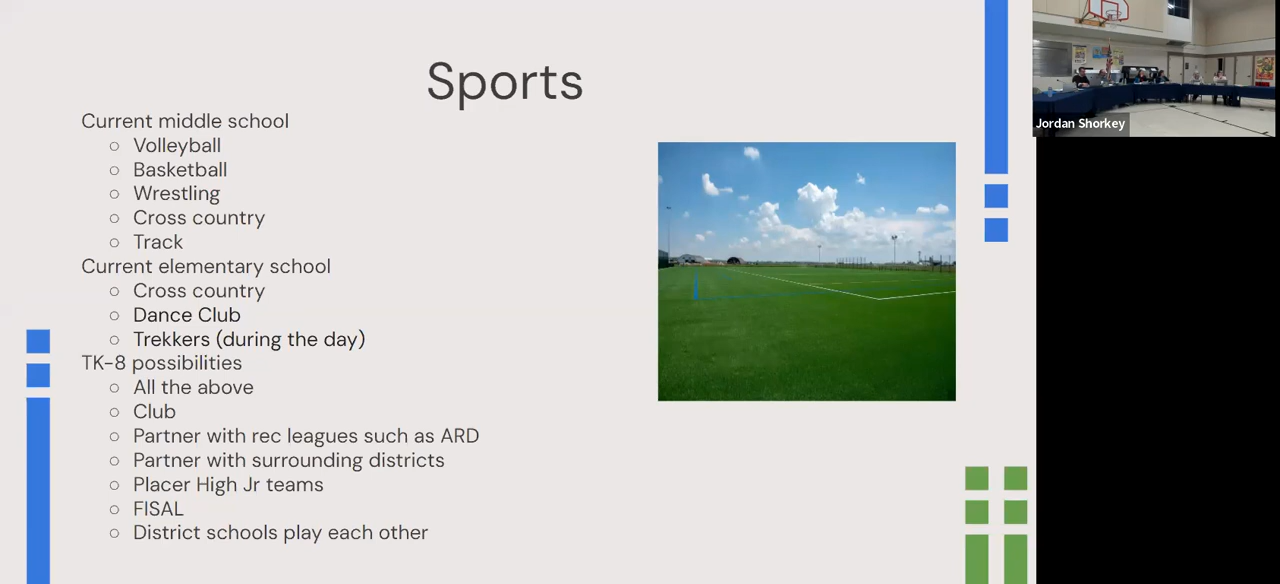 Sports
Current middle school
○ Volleyball
○ Basketball
○ Wrestling
○ Cross country
○ Track
Current elementary school
○ Cross country
○ Dance Club
○ Trekkers (during the day)
TK-8 possibilities
○ All the above
○ Club
○ Partner with rec leagues such as ARD
○ Partner with surrounding districts
○ Placer High Jr teams
○ FISAL
○ District schools play each other
Jordan Shorkey